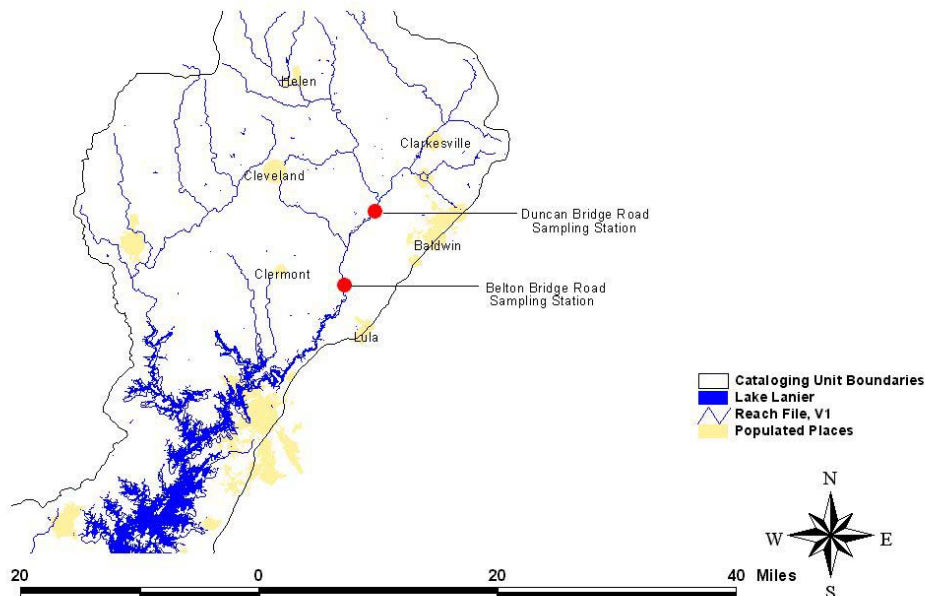 Helen
Clarkesville
Cleveland
Duncan Bridge Road
Sampling Station
Baldwin
Clermont
Belton Bridge Road
Sampling Station
Lula
Cataloging Unit Boundaries
Lake Lanier
Reach File, V1
Populated Places
N
W E
S
20 0 20 40 Miles